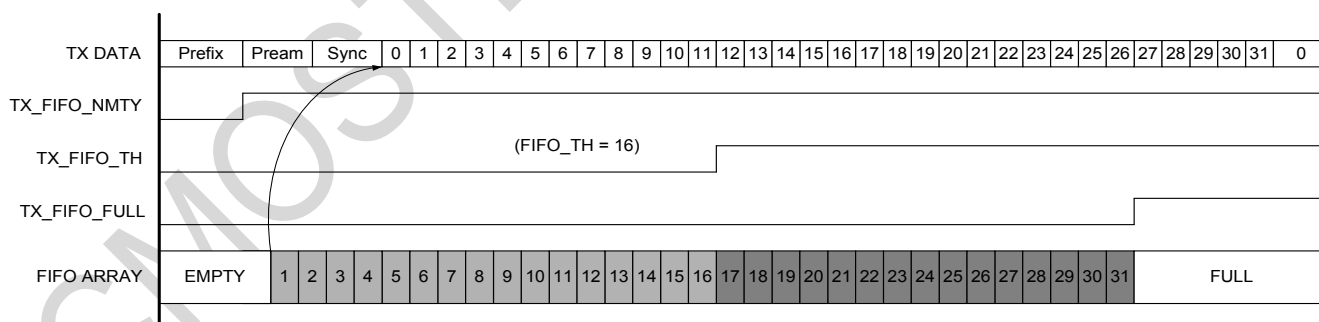 TX DATA Prefix Pream Sync 0 1 2 3 4 5 6 7 8 9 10 11 12 13 14 15 16 17 18 19 20 21 22 23 24 25 26 27 28 29 30 31 0
TX_FIFO_NMTY
TX_FIFO_TH (FIFO_TH = 16)
TX_FIFO_FULL
FIFO ARRAY EMPTY 1 2 3 4 5 6 7 8 9 10 11 12 13 14 15 16 17 18 19 20 21 22 23 24 25 26 27 28 29 30 31 FULL